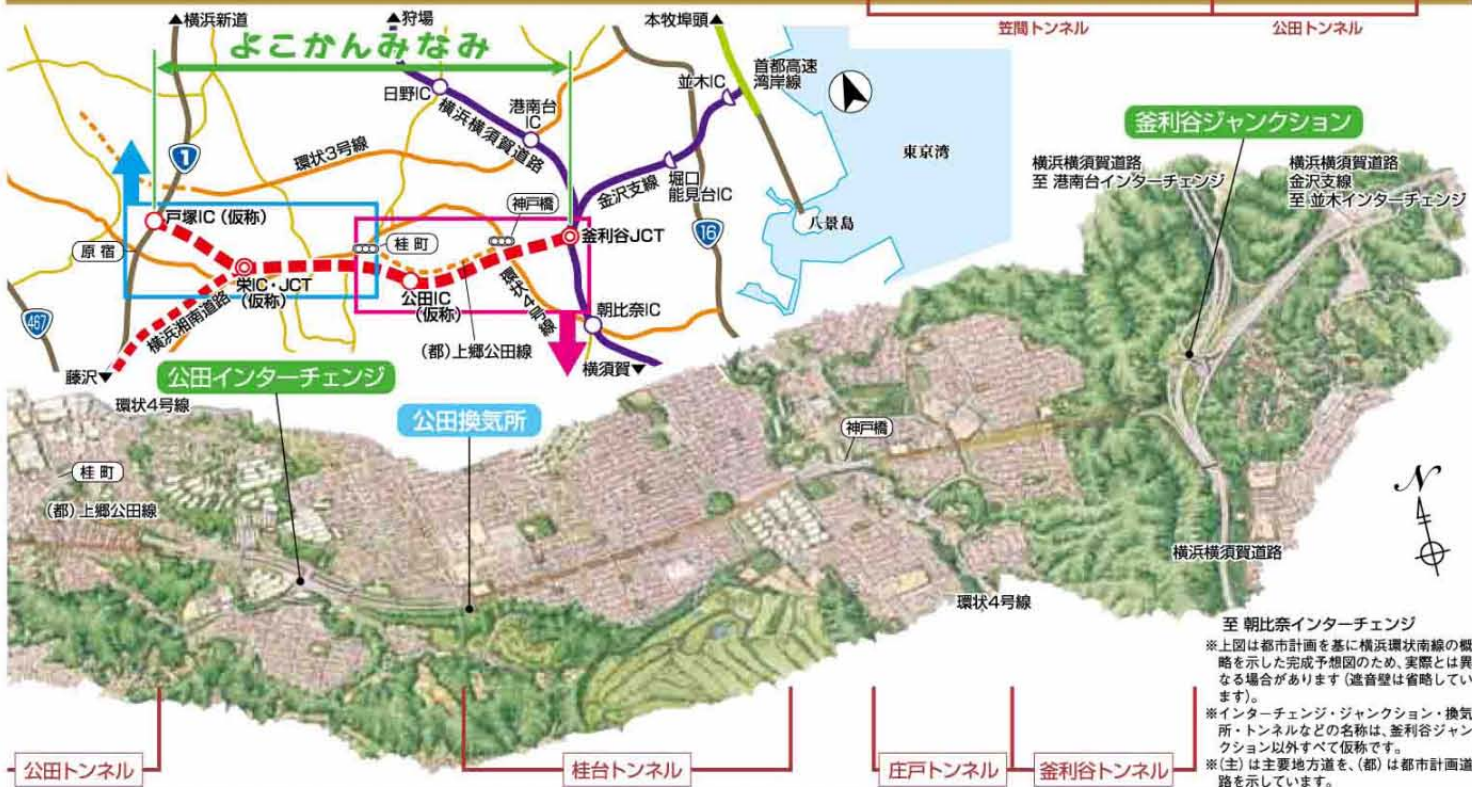 笠間トンネル
公田トンネル
▲横浜新道
▲狩場
本牧埠頭▲
よこかんみなみ
首都高速
湾岸線
並木IC
日野IC
港南台
IC
横浜横須賀道路
釜利谷ジャンクション
1
環状3号線
金沢支線
東京湾
横浜横須賀道路
至 港南台インターチェンジ
横浜横須賀道路
金沢支線
至 並木インターチェンジ
堀口
能見台IC
戸塚IC(仮称)
神戸橋
八景島
16
原宿
桂町
釜利谷JCT
栄IC・JCT
(仮称)
公田IC
(仮称)
環状4号線
467
横浜湘南道路
朝比奈IC
(都)上郷公田線
藤沢▼
横須賀▼
公田インターチェンジ
環状4号線
公田換気所
神戸橋
桂町
(都)上郷公田線
N
横浜横須賀道路
環状4号線
至 朝比奈インターチェンジ
※上図は都市計画を基に横浜環状南線の概
略を示した完成予想図のため、実際とは異
なる場合があります(遮音壁は省略してい
ます)。
※インターチェンジ・ジャンクション・換気
所・トンネルなどの名称は、釜利谷ジャン
クション以外すべて仮称です。
※(主)は主要地方道を、(都)は都市計画道
路を示しています。
公田トンネル
桂台トンネル
庄戸トンネル
釜利谷トンネル